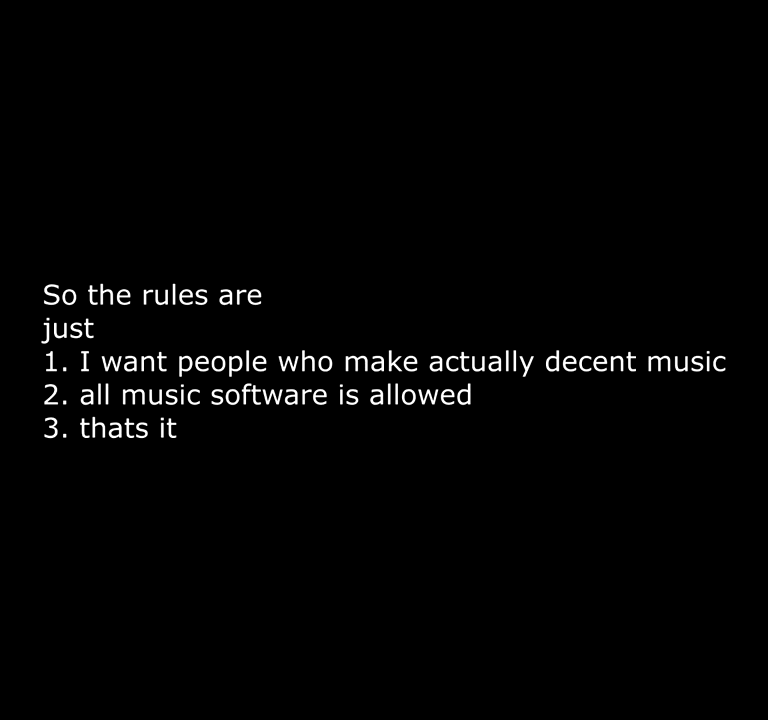 So the rules are
just
1. I want people who make actually decent music
2. all music software is allowed
3. thats it